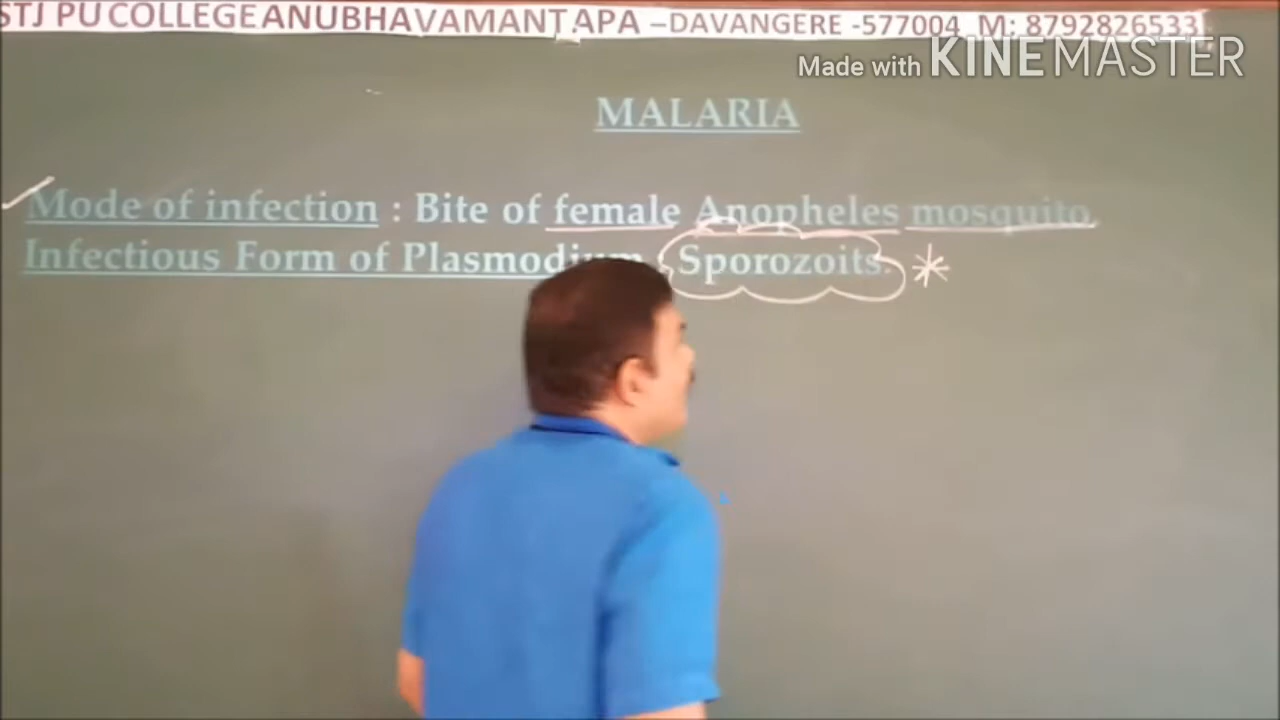 STJ PU COLLEGE ANUBHAVAMANTAPA –DAVANGERE -577004 M: 8792826533
Made with KINEMASTER
MALARIA
Mode of infection : Bite of female Anopheles mosquito
Infectious Form of Plasmodium : Sporozoits. *